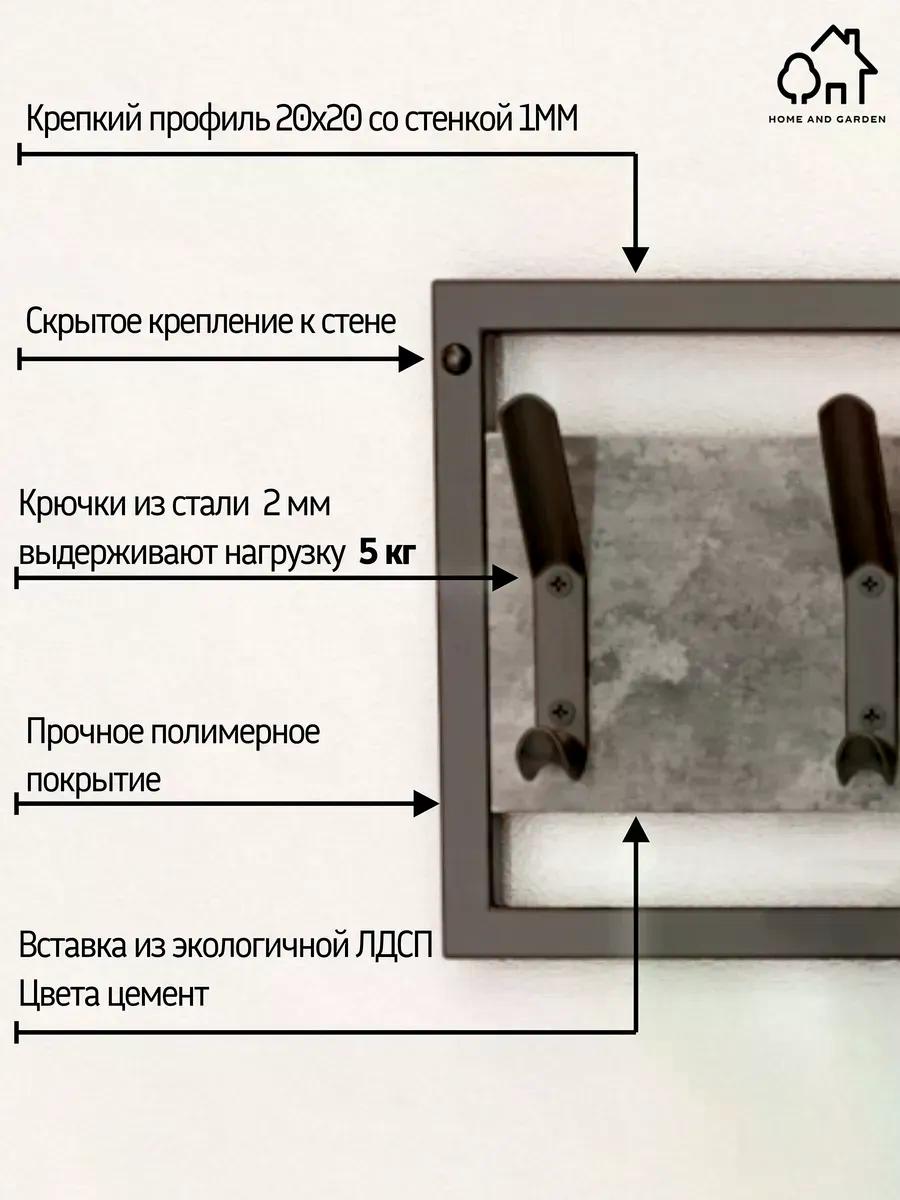 HOME AND GARDEN
Крепкий профиль 20х20 со стенкой 1ММ
Скрытое крепление к стене
Крючки из стали 2 мм
выдерживают нагрузку 5 кг
Прочное полимерное
покрытие
Вставка из экологичной ЛДСП
Цвета цемент